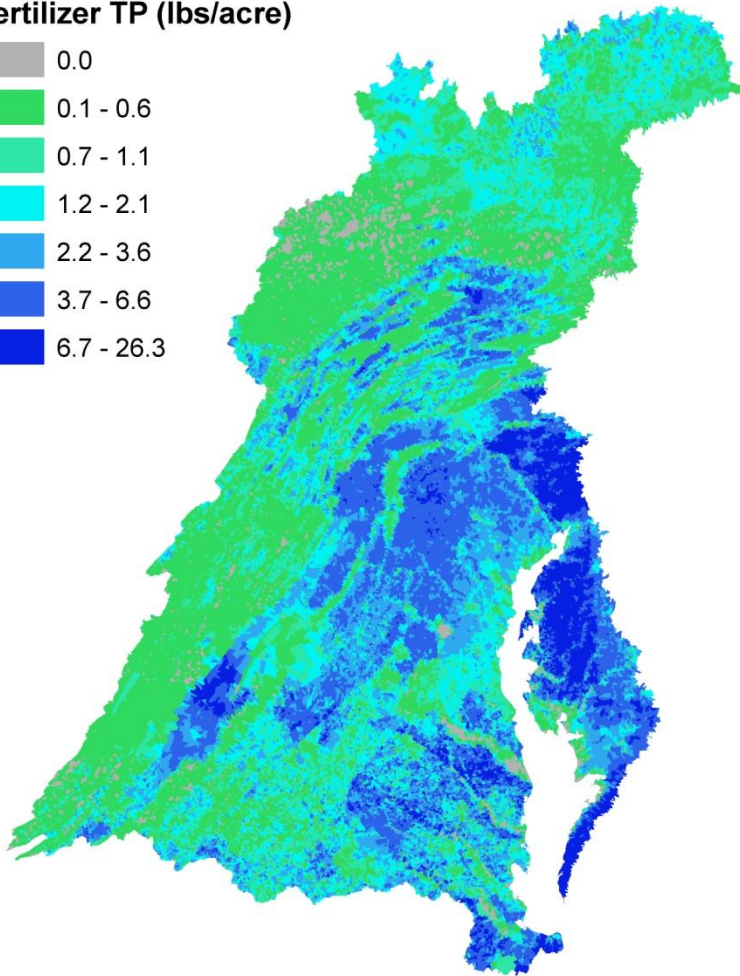 ertilizer TP (lbs/acre)
0.0
0.1 - 0.6
0.7 - 1.1
1.2 - 2.1
2.2 - 3.6
3.7 - 6.6
6.7 - 26.3